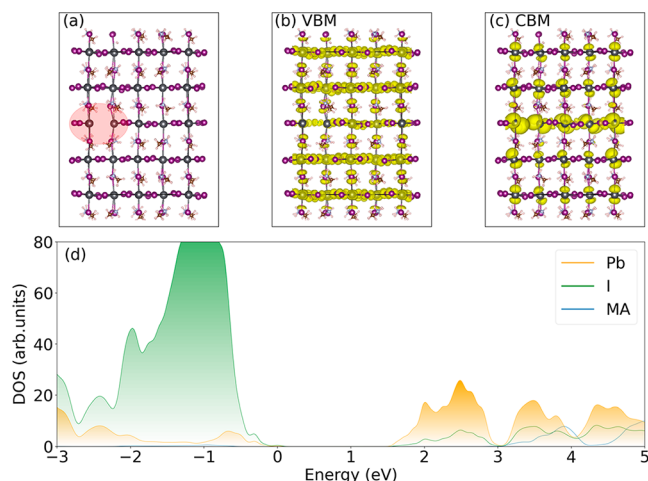 (a)
(b) VBM
(c) CBM
(d)
80
60
40
20
0
DOS (arb.units)
Pb
I
MA
−3 −2 −1 0 1 2 3 4 5
Energy (eV)